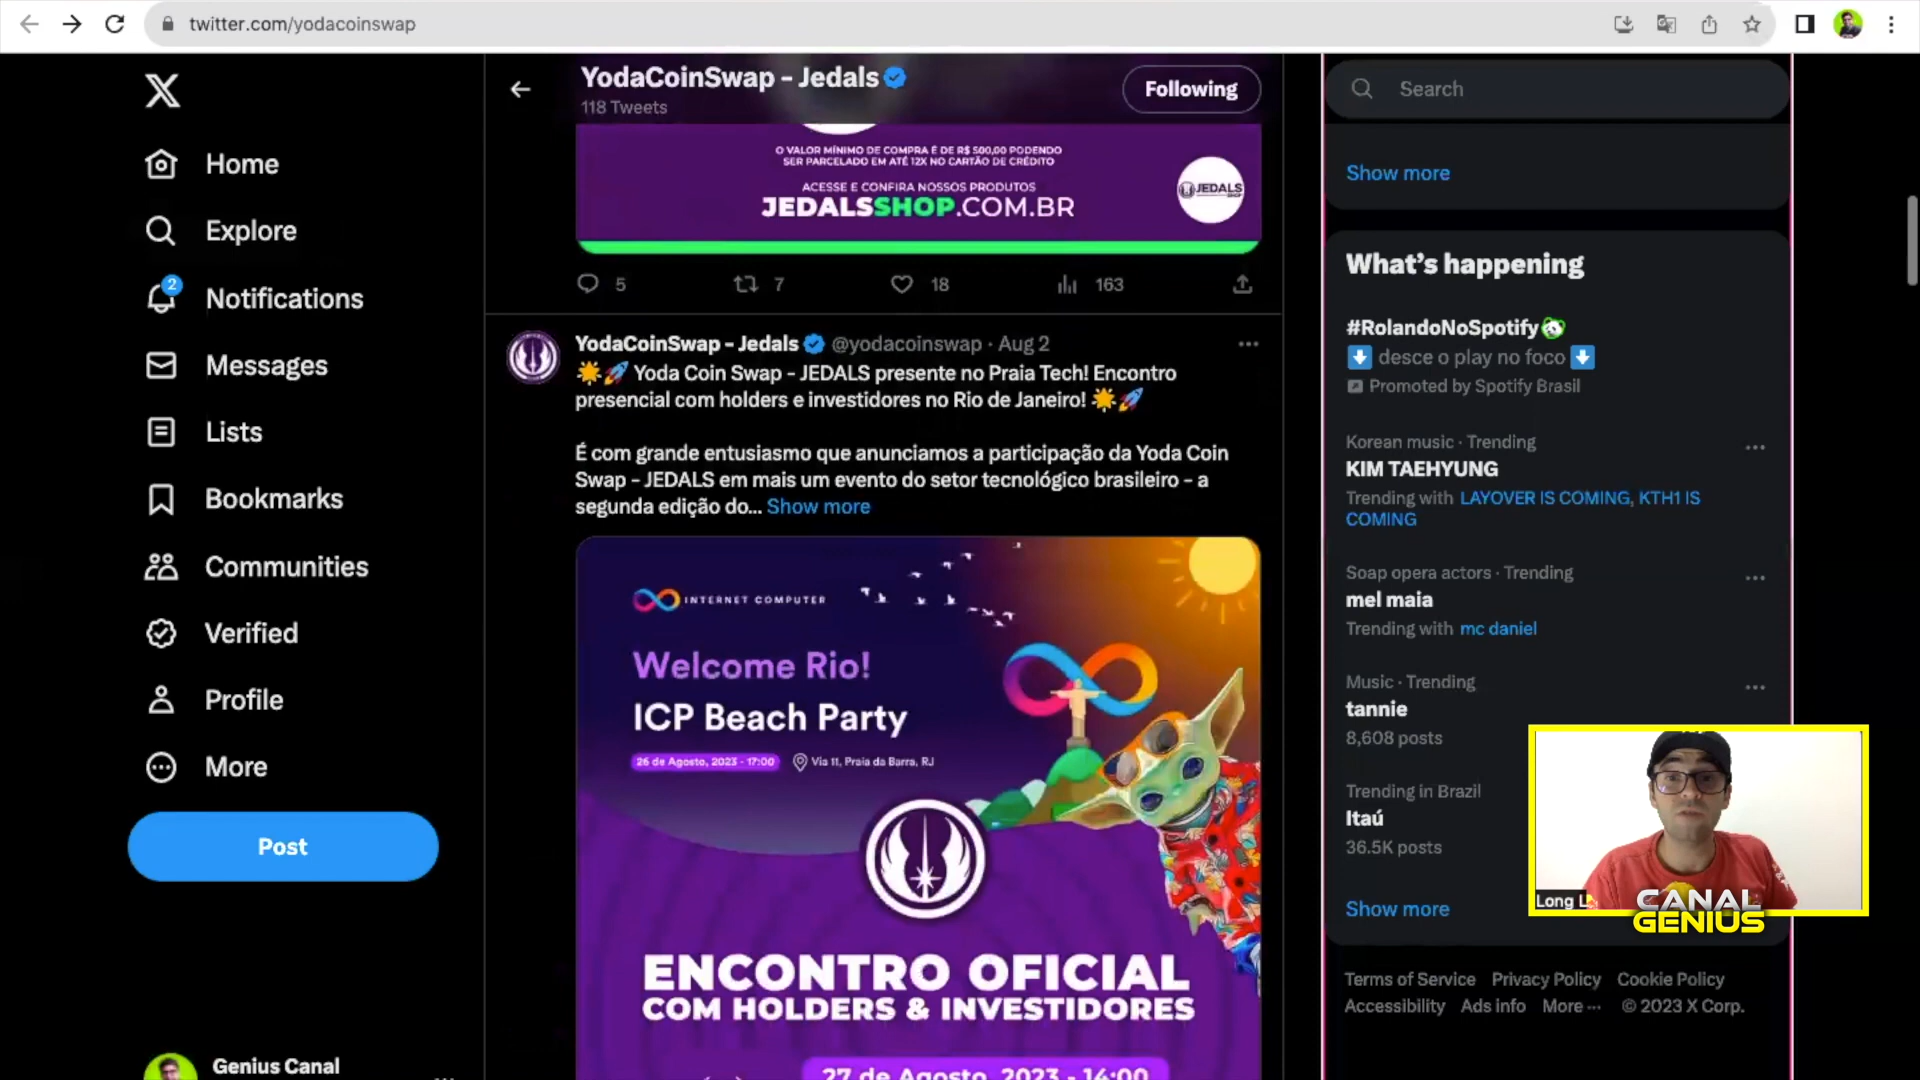 twitter.com/yodacoinswap
Home
Explore
2
Notifications
Messages
Lists
Bookmarks
Communities
Verified
Profile
More
Post
Genius Canal
YodaCoinSwap - Jedals
118 Tweets
Following
O VALOR MÍNIMO DE COMPRA É DE R$ 500,00 PODENDO
SER PARCELADO EM ATÉ 12X NO CARTÃO DE CRÉDITO
ACESSE E CONFIRA NOSSOS PRODUTOS
JEDALSSHOP.COM.BR
JEDALS
SHOP
5 7 18 163
YodaCoinSwap - Jedals @yodacoinswap · Aug 2
🌟🚀 Yoda Coin Swap - JEDALS presente no Praia Tech! Encontro
presencial com holders e investidores no Rio de Janeiro! 🌟🚀
É com grande entusiasmo que anunciamos a participação da Yoda Coin
Swap - JEDALS em mais um evento do setor tecnológico brasileiro - a
segunda edição do... Show more
INTERNET COMPUTER
Welcome Rio!
ICP Beach Party
26 de Agosto, 2023 - 17:00 Via 11, Praia da Barra, RJ
ENCONTRO OFICIAL
COM HOLDERS & INVESTIDORES
27 de Agosto, 2023 - 14:00
Search
Show more
What's happening
#RolandoNoSpotify
⬇️ desce o play no foco ⬇️
Promoted by Spotify Brasil
Korean music · Trending
KIM TAEHYUNG
Trending with LAYOVER IS COMING, KTH1 IS
COMING
Soap opera actors · Trending
mel maia
Trending with mc daniel
Music · Trending
tannie
8,608 posts
Trending in Brazil
Itaú
36.5K posts
Show more
Long L
CANAL
GENIUS
Terms of Service Privacy Policy Cookie Policy
Accessibility Ads info More ··· © 2023 X Corp.